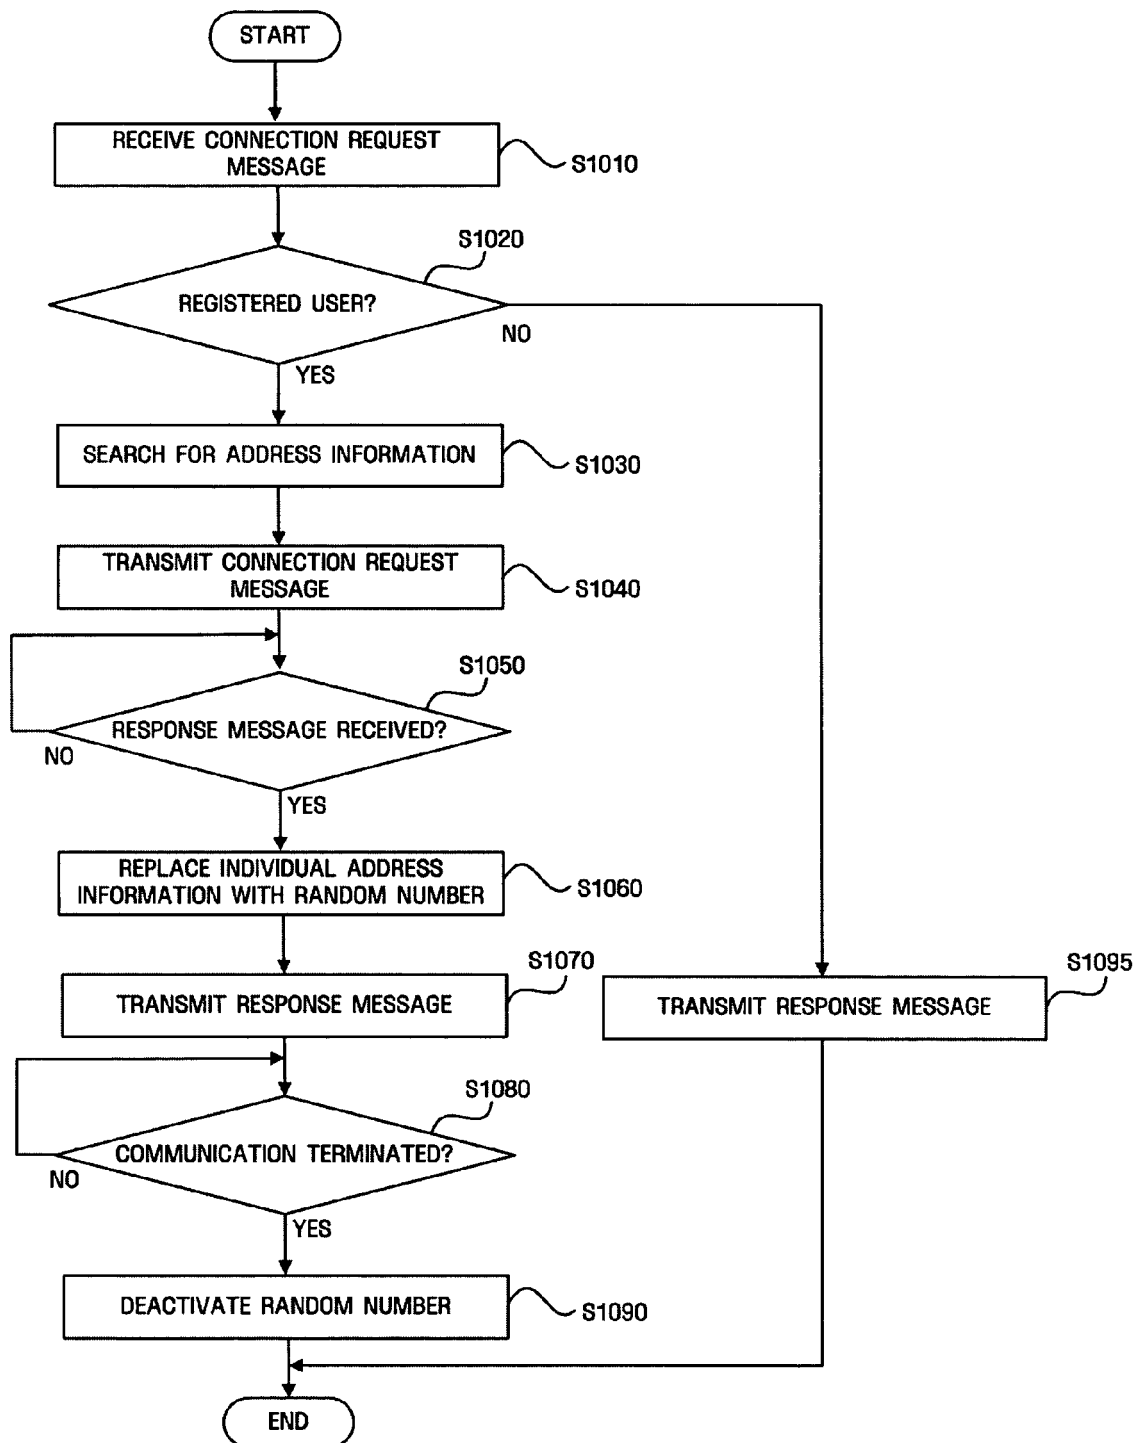 START
RECEIVE CONNECTION REQUEST
MESSAGE
S1010
S1020
REGISTERED USER?
NO
YES
SEARCH FOR ADDRESS INFORMATION
S1030
TRANSMIT CONNECTION REQUEST
MESSAGE
S1040
S1050
RESPONSE MESSAGE RECEIVED?
NO
YES
REPLACE INDIVIDUAL ADDRESS
INFORMATION WITH RANDOM NUMBER
S1060
S1070
TRANSMIT RESPONSE MESSAGE
S1095
TRANSMIT RESPONSE MESSAGE
S1080
COMMUNICATION TERMINATED?
NO
YES
DEACTIVATE RANDOM NUMBER
S1090
END